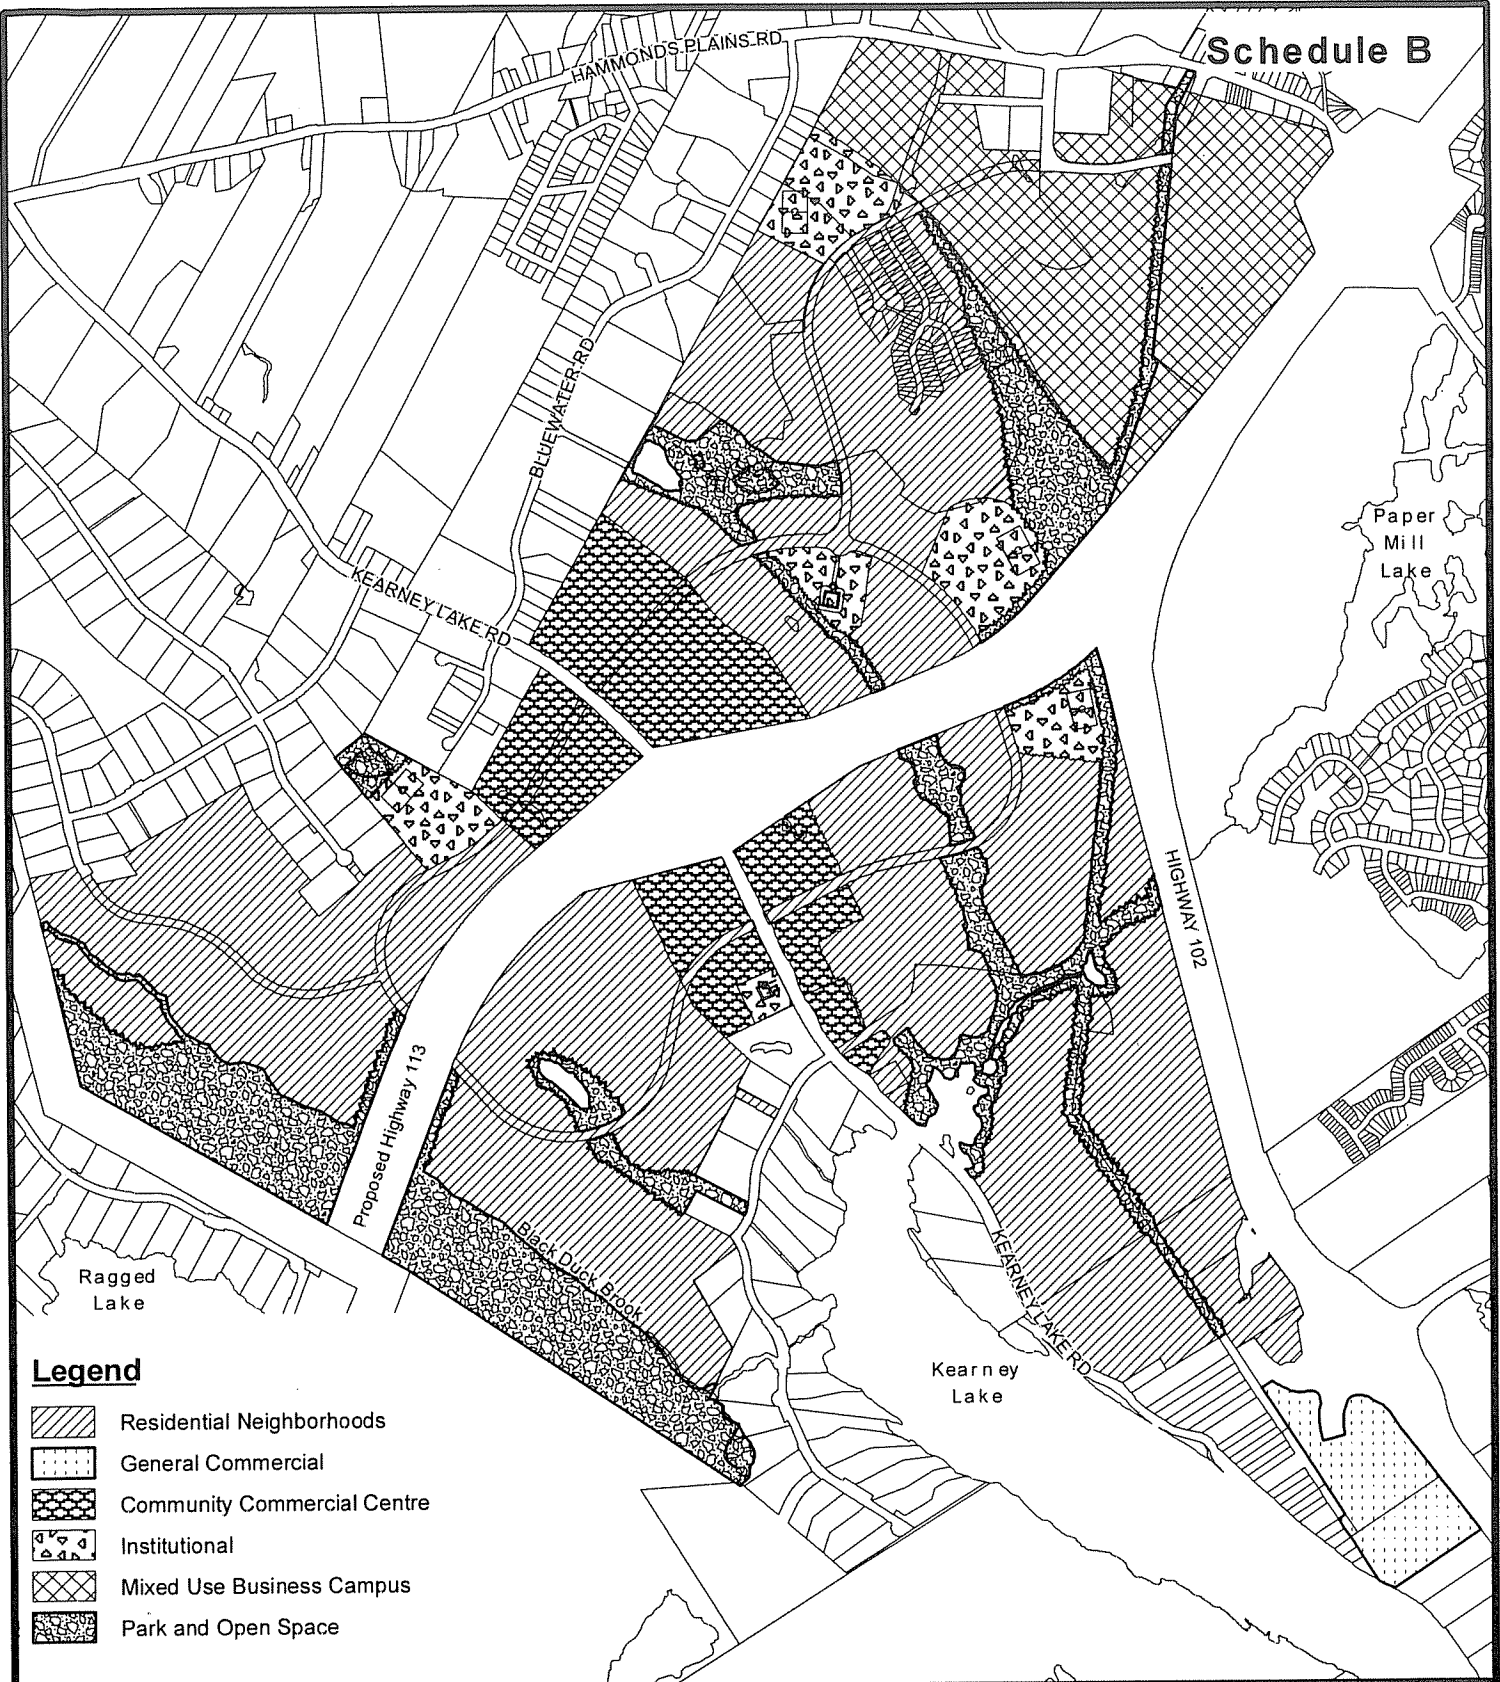 Schedule B
HAMMONDS PLAINS RD
BLUEWATER RD
Paper
Mill
Lake
KEARNEY LAKE RD
HIGHWAY 102
Proposed Highway 113
Black Duck Brook
KEARNEY LAKE RD
Ragged
Lake
Kearney
Lake
Legend
Residential Neighborhoods
General Commercial
Community Commercial Centre
Institutional
Mixed Use Business Campus
Park and Open Space